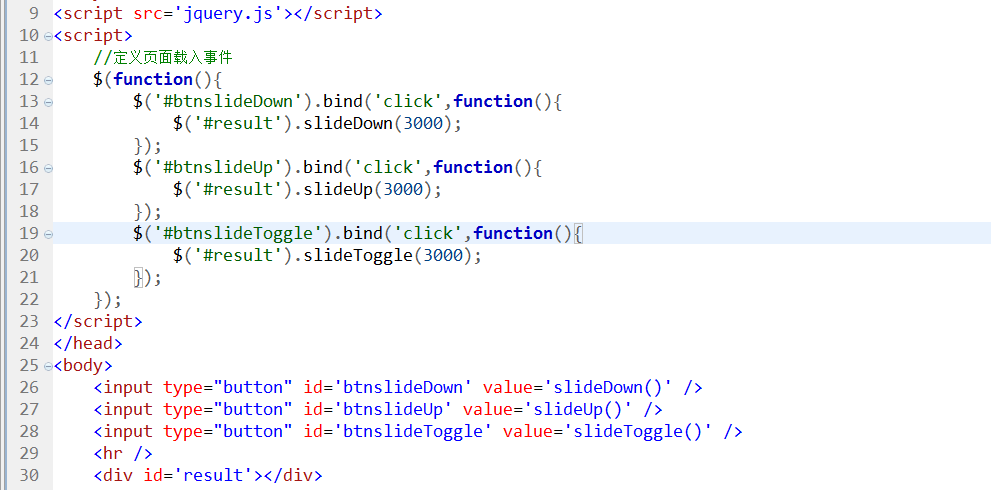 9 <script src='jquery.js'></script>
10 <script>
11 //定义页面载入事件
12 $(function(){
13 $('#btnslideDown').bind('click',function(){
14 $('#result').slideDown(3000);
15 });
16 $('#btnslideUp').bind('click',function(){
17 $('#result').slideUp(3000);
18 });
19 $('#btnslideToggle').bind('click',function(){
20 $('#result').slideToggle(3000);
21 });
22 });
23 </script>
24 </head>
25 <body>
26 <input type="button" id='btnslideDown' value='slideDown()' />
27 <input type="button" id='btnslideUp' value='slideUp()' />
28 <input type="button" id='btnslideToggle' value='slideToggle()' />
29 <hr />
30 <div id='result'></div>